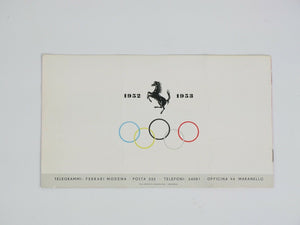 1952 1953
TELEGRAMMI: FERRARI MODENA - POSTA 232 - TELEFONI 24081 - OFFICINA 94 MARANELLO